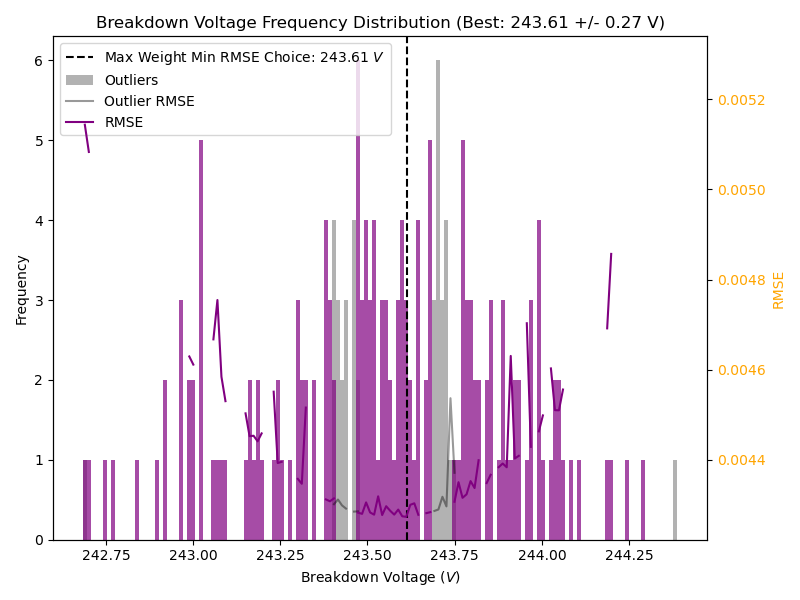 Breakdown Voltage Frequency Distribution (Best: 243.61 +/- 0.27 V)
Max Weight Min RMSE Choice: 243.61 V
Outliers
Outlier RMSE
RMSE
Frequency
6
5
4
3
2
1
0
0.0052
0.0050
0.0048
0.0046
0.0044
RMSE
242.75 243.00 243.25 243.50 243.75 244.00 244.25
Breakdown Voltage (V)